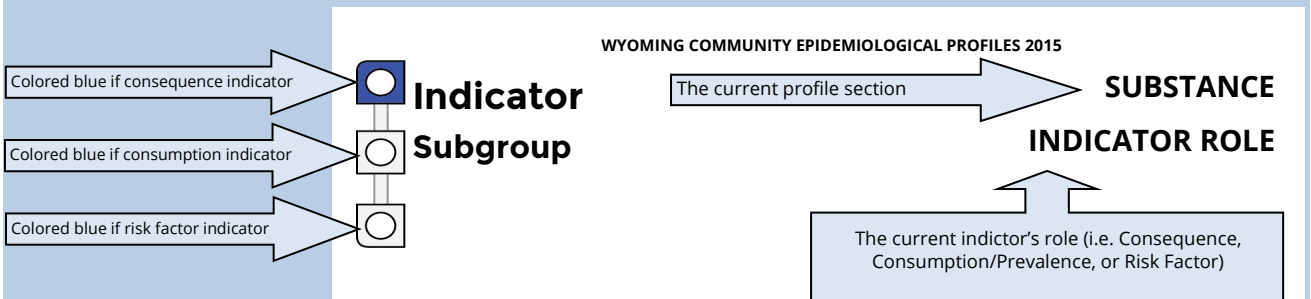 WYOMING COMMUNITY EPIDEMIOLOGICAL PROFILES 2015
Colored blue if consequence indicator
Indicator
The current profile section
SUBSTANCE
Colored blue if consumption indicator
Subgroup
INDICATOR ROLE
Colored blue if risk factor indicator
The current indictor’s role (i.e. Consequence,
Consumption/Prevalence, or Risk Factor)